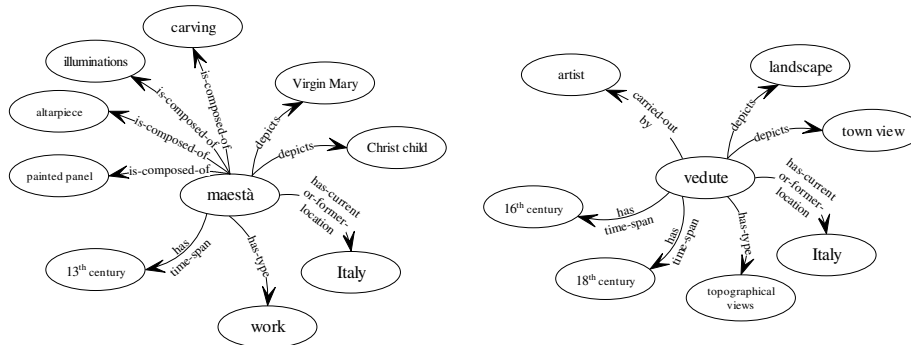 carving
illuminations
altarpiece
painted panel
is-composed-of
is-composed-of
is-composed-of
is-composed-of
Virgin Mary
depicts
Christ child
depicts
maestà
has-current
or-former-
location
Italy
has
time-span
13th century
has-type
work
artist
carried-out
by
landscape
depicts
town view
depicts
vedute
has-current
or-former-
location
Italy
16th century
has
time-span
18th century
has
time-span
has-type
topographical
views